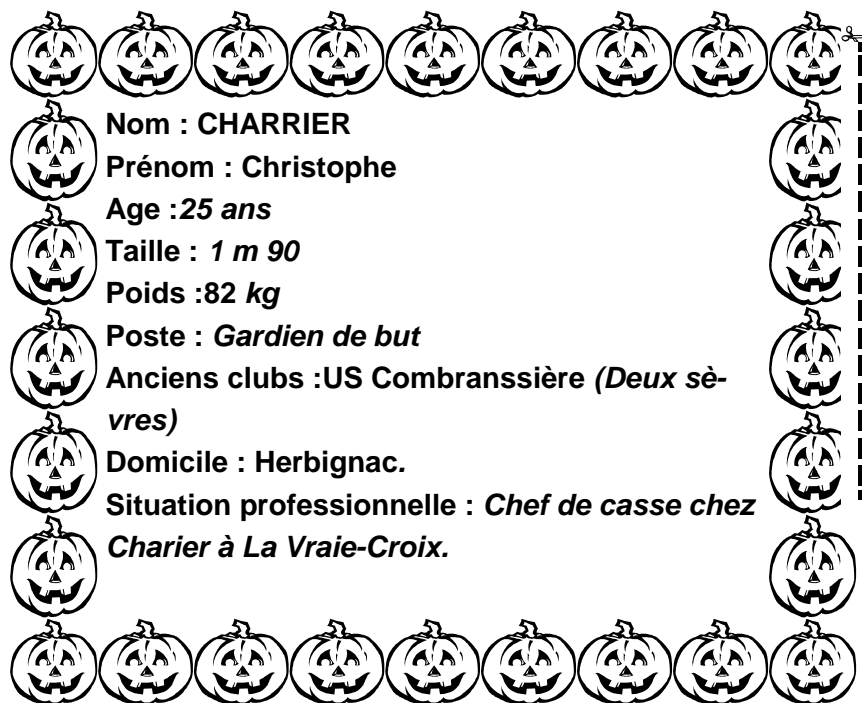 Nom : CHARRIER
Prénom : Christophe
Age :25 ans
Taille : 1 m 90
Poids :82 kg
Poste : Gardien de but
Anciens clubs :US Combranssière (Deux sè-
vres)
Domicile : Herbignac.
Situation professionnelle : Chef de casse chez
Charier à La Vraie-Croix.